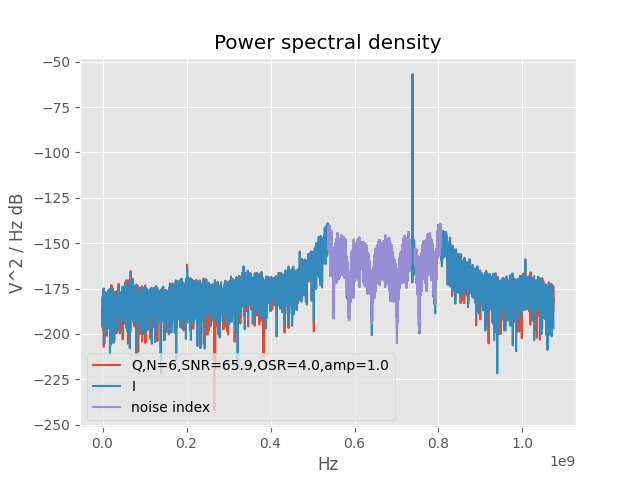 Power spectral density
V^2 / Hz dB
−50
−75
−100
−125
−150
−175
−200
−225
−250
Q,N=6,SNR=65.9,OSR=4.0,amp=1.0
I
noise index
0.0 0.2 0.4 0.6 0.8 1.0
1e9
Hz